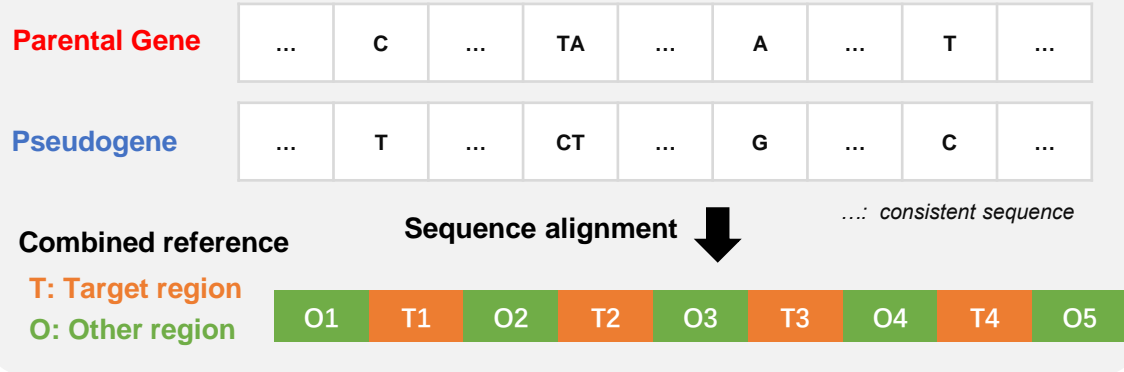 Parental Gene ... C ... TA ... A ... T ...
Pseudogene ... T ... CT ... G ... C ...
...: consistent sequence
Sequence alignment
Combined reference
T: Target region
O: Other region
O1 T1 O2 T2 O3 T3 O4 T4 O5